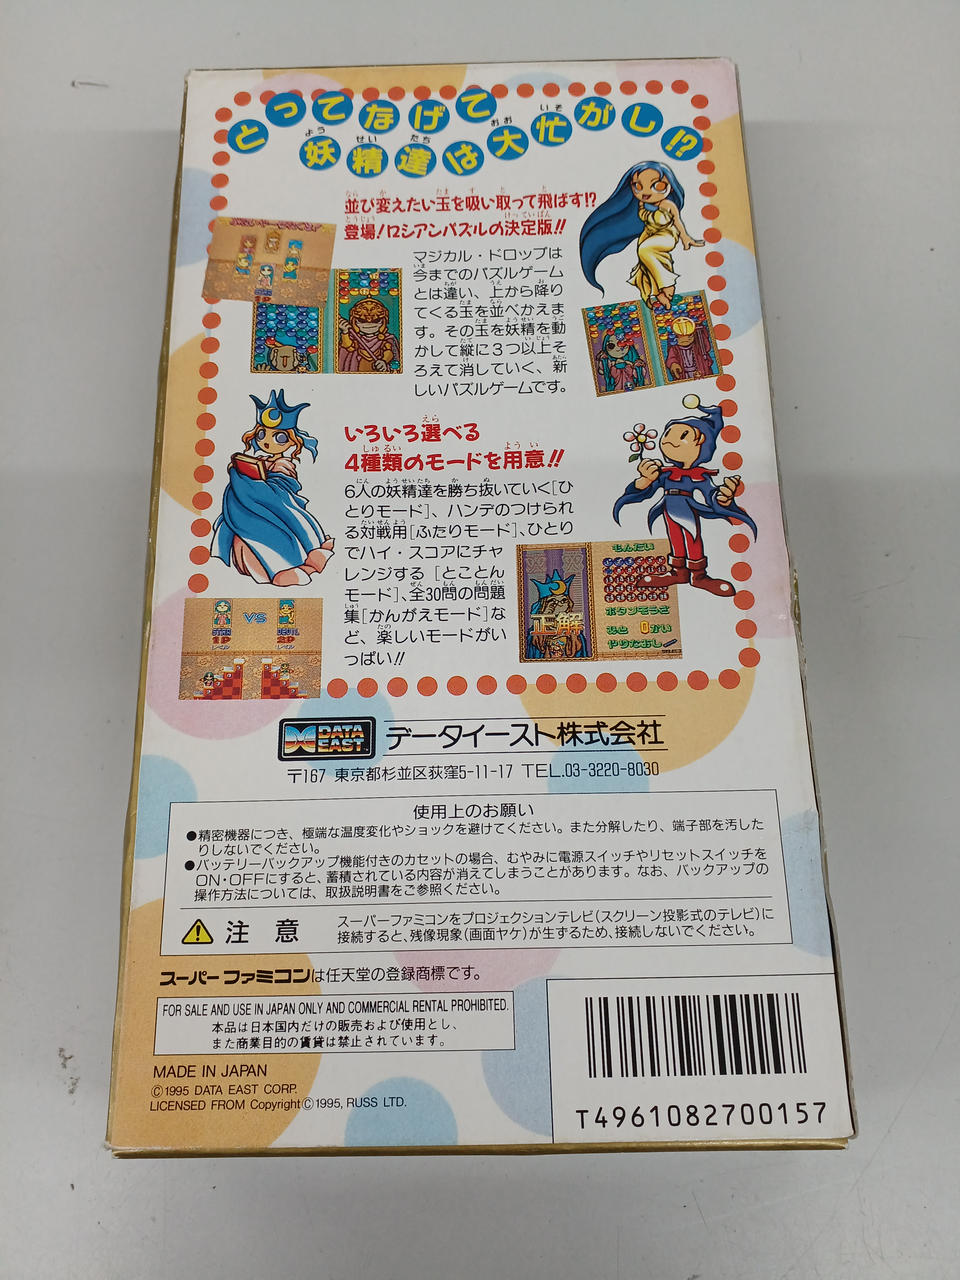 とってなげて
妖精達は大忙がし!?
並び変えたい玉を吸い取って飛ばす!?
登場!ロシアンパズルの決定版!!
マジカル・ドロップは
今までのパズルゲーム
とは違い、上から降り
てくる玉を並べかえま
す。その玉を妖精を動
かして縦に3つ以上そ
ろえて消していく、新
しいパズルゲームです。
いろいろ選べる
4種類のモードを用意!!
6人の妖精達を勝ち抜いていく[ひ
とりモード]、ハンデのつけられ
る対戦用[ふたりモード]、ひとり
でハイ・スコアにチャ
レンジする[とことん
モード]、全30問の問題
集[かんがえモード]な
ど、楽しいモードがい
っぱい!!
VS
1P
DEVIL
2P
レベル
レベル
正解
もんだい
ボタンそうさ
あと 0かい
やりなおし
DATA EAST
データイースト株式会社
〒167 東京都杉並区荻窪5-11-17 TEL.03-3220-8030
使用上のお願い
●精密機器につき、極端な温度変化やショックを避けてください。また分解したり、端子部を汚した
りしないでください。
●バッテリーバックアップ機能付きのカセットの場合、むやみに電源スイッチやリセットスイッチを
ON・OFFにすると、蓄積されている内容が消えてしまうことがあります。なお、バックアップの
操作方法については、取扱説明書をご参照ください。
注意
スーパーファミコンをプロジェクションテレビ(スクリーン投影式のテレビ)に
接続すると、残像現象(画面ヤケ)が生ずるため、接続しないでください。
スーパーファミコンは任天堂の登録商標です。
FOR SALE AND USE IN JAPAN ONLY AND COMMERCIAL RENTAL PROHIBITED.
本品は日本国内だけの販売および使用とし、
また商業目的の賃貸は禁止されています。
MADE IN JAPAN
©1995 DATA EAST CORP.
LICENSED FROM Copyright©1995, RUSS LTD.
T4961082700157